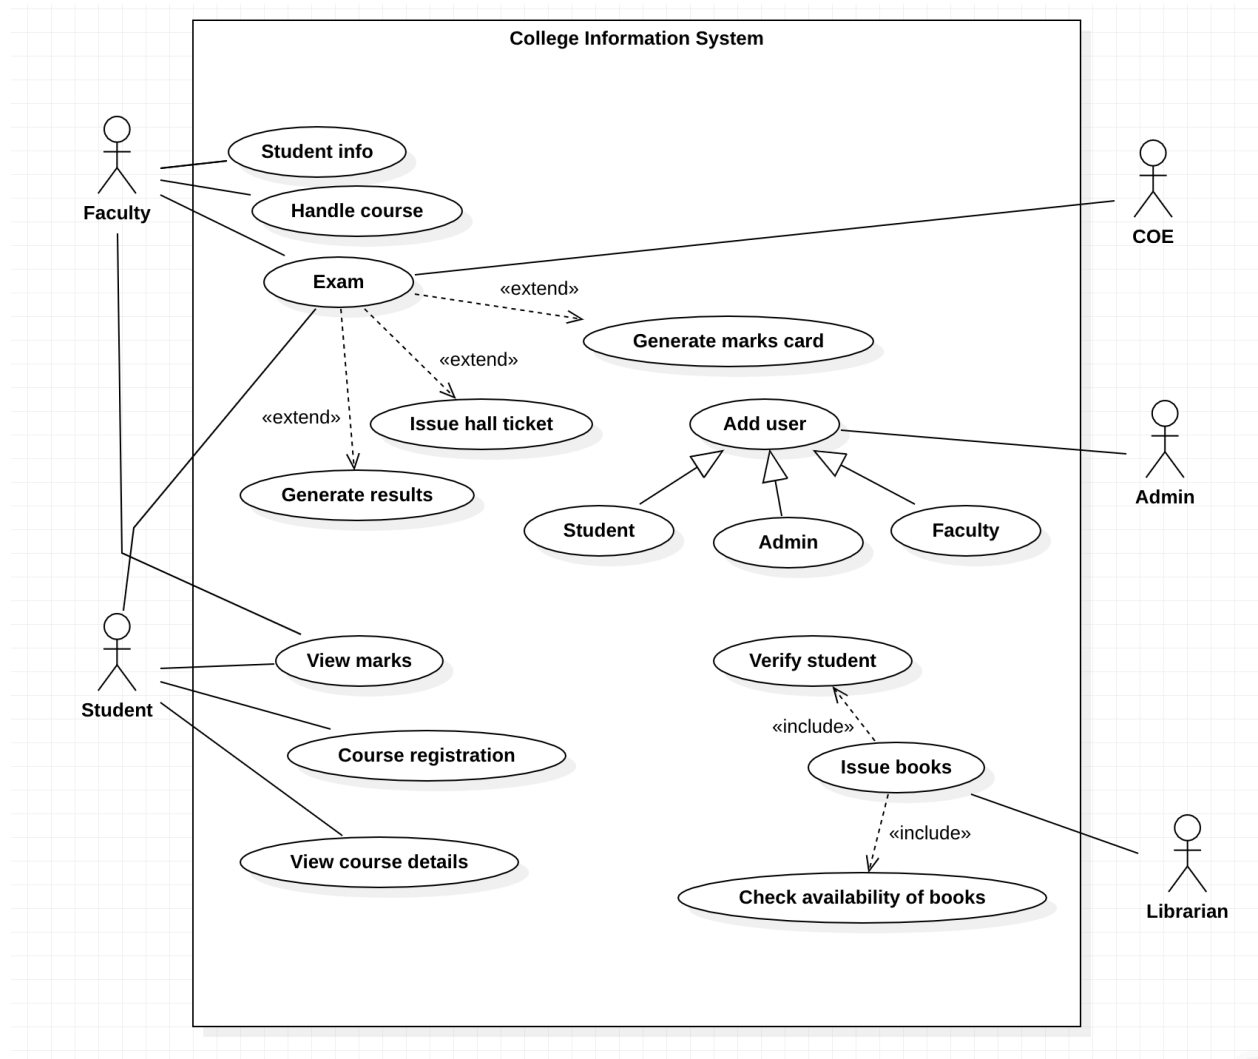 College Information System
Student info
Faculty
Handle course
COE
Exam
«extend»
Generate marks card
«extend»
«extend»
Issue hall ticket
Add user
Generate results
Admin
Student
Admin
Faculty
View marks
Verify student
Student
«include»
Course registration
Issue books
«include»
View course details
Check availability of books
Librarian